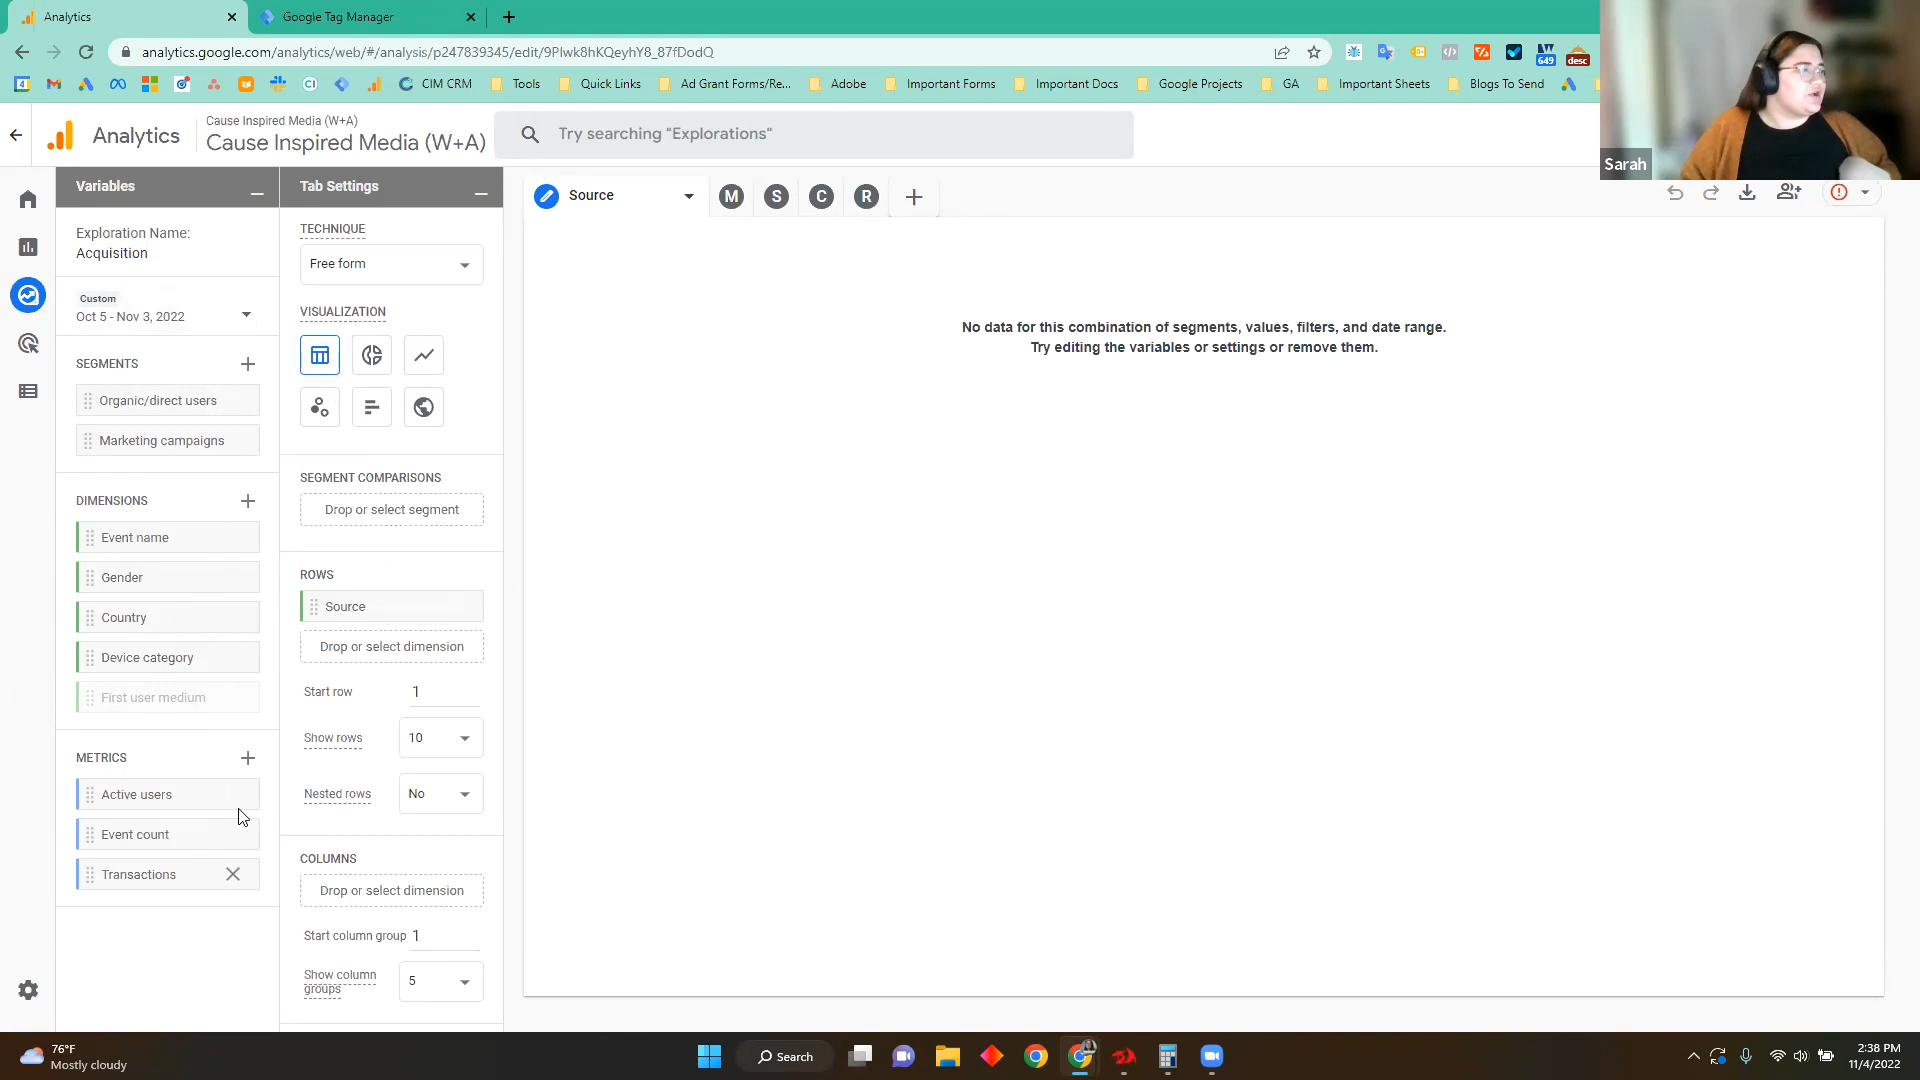 Analytics
Google Tag Manager
analytics.google.com/analytics/web/#/analysis/p247839345/edit/9Plwk8hKQeyhY8_87fDodQ
649
desc
4
CI
CIM CRM
Tools
Quick Links
Ad Grant Forms/Re...
Adobe
Important Forms
Important Docs
Google Projects
GA
Important Sheets
Blogs To Send
Sarah
Analytics
Cause Inspired Media (W+A)
Cause Inspired Media (W+A)
Try searching "Explorations"
Variables
Exploration Name:
Acquisition
Custom
Oct 5 - Nov 3, 2022
SEGMENTS
Organic/direct users
Marketing campaigns
DIMENSIONS
Event name
Gender
Country
Device category
First user medium
METRICS
Active users
Event count
Transactions
Tab Settings
TECHNIQUE
Free form
VISUALIZATION
SEGMENT COMPARISONS
Drop or select segment
ROWS
Source
Drop or select dimension
Start row 1
Show rows 10
Nested rows No
COLUMNS
Drop or select dimension
Start column group 1
Show column groups 5
Source
M
S
C
R
No data for this combination of segments, values, filters, and date range.
Try editing the variables or settings or remove them.
76°F
Mostly cloudy
Search
2:38 PM
11/4/2022